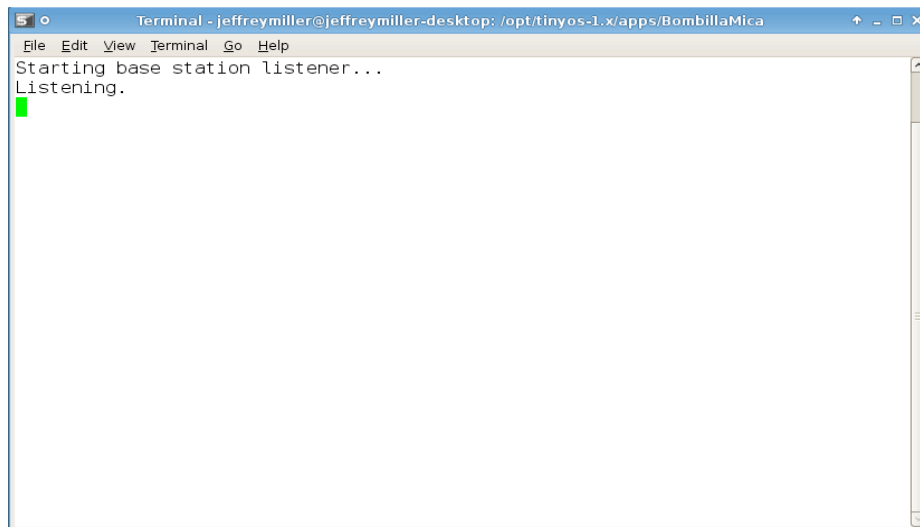 Terminal - jeffreymiller@jeffreymiller-desktop: /opt/tinyos-1.x/apps/BombillaMica
File Edit View Terminal Go Help
Starting base station listener...
Listening.